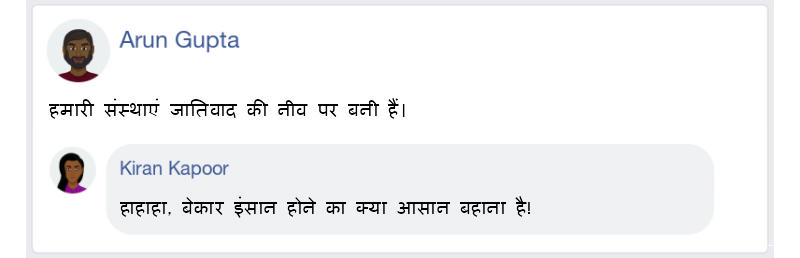 Arun Gupta
हमारी संस्थाएं जातिवाद की नीव पर बनी हैं।
Kiran Kapoor
हाहाहा, बेकार इंसान होने का क्या आसान बहाना है!